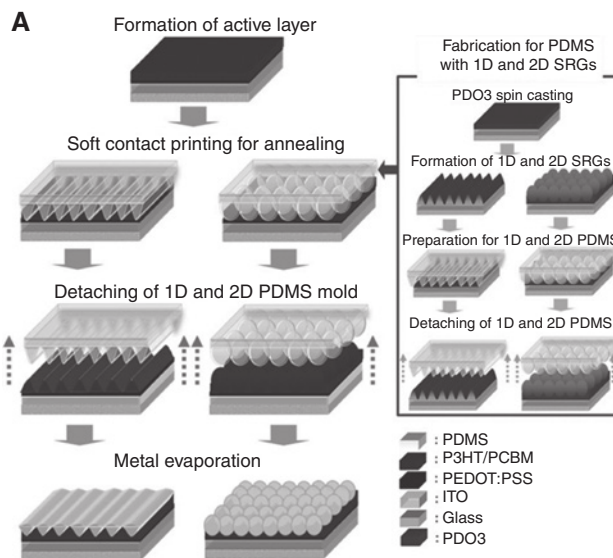 A
Formation of active layer
Soft contact printing for annealing
Detaching of 1D and 2D PDMS mold
Metal evaporation
Fabrication for PDMS
with 1D and 2D SRGs
PDO3 spin casting
Formation of 1D and 2D SRGs
Preparation for 1D and 2D PDMS
Detaching of 1D and 2D PDMS
: PDMS
: P3HT/PCBM
: PEDOT:PSS
: ITO
: Glass
: PDO3